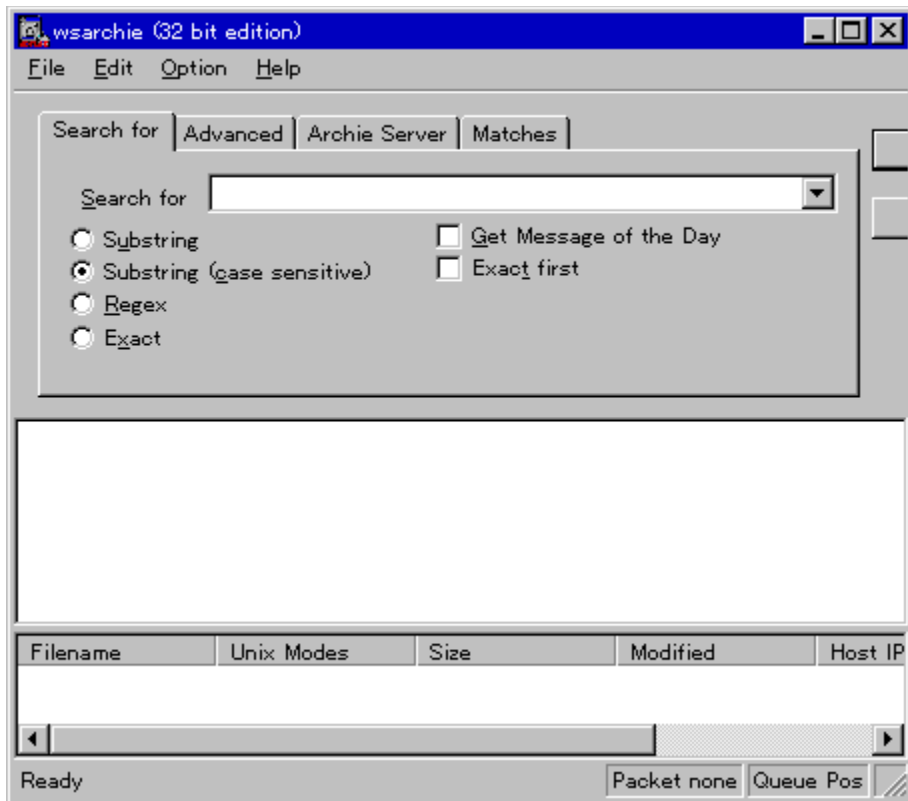 wsarchie (32 bit edition)
File Edit Option Help
Search for Advanced Archie Server Matches
Search for
Substring Get Message of the Day
Substring (case sensitive) Exact first
Regex
Exact
Filename Unix Modes Size Modified Host IP
Ready Packet none Queue Pos